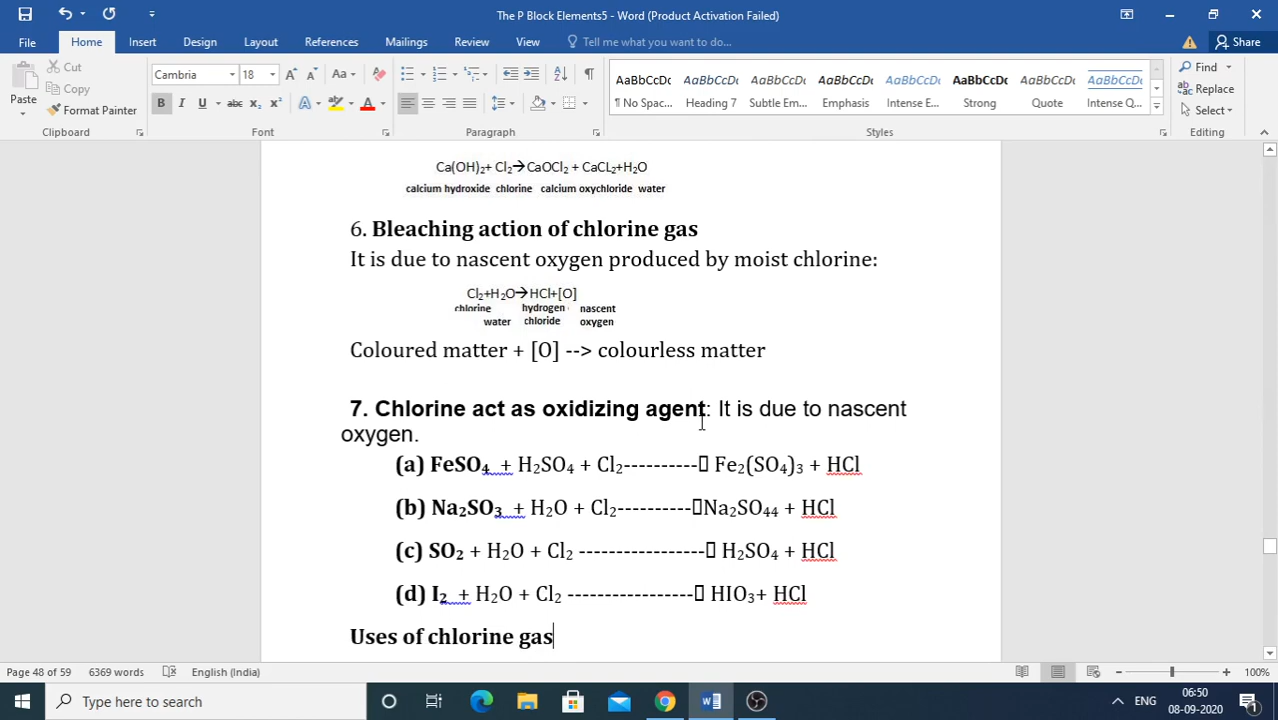 The P Block Elements5 - Word (Product Activation Failed)
File Home Insert Design Layout References Mailings Review View Tell me what you want to do... Share
Paste Cut Copy Format Painter
Cambria 18
AaBbCcDc AaBbCcDc AaBbCcDc AaBbCcDc AaBbCcDc AaBbCcDc AaBbCcDc AaBbCcDc
¶ No Spac... Heading 7 Subtle Em... Emphasis Intense E... Strong Quote Intense Q...
Find Replace Select
Clipboard Font Paragraph Styles Editing
Ca(OH)₂+ Cl₂→CaOCl₂ + CaCL₂+H₂O
calcium hydroxide chlorine calcium oxychloride water
6. Bleaching action of chlorine gas
It is due to nascent oxygen produced by moist chlorine:
Cl₂+H₂O→HCl+[O]
chlorine hydrogen nascent
water chloride oxygen
Coloured matter + [O] --> colourless matter
7. Chlorine act as oxidizing agent: It is due to nascent
oxygen.
(a) FeSO₄ + H₂SO₄ + Cl₂----------▯ Fe₂(SO₄)₃ + HCl
(b) Na₂SO₃ + H₂O + Cl₂----------▯Na₂SO₄₄ + HCl
(c) SO₂ + H₂O + Cl₂ -----------------▯ H₂SO₄ + HCl
(d) I₂ + H₂O + Cl₂ -----------------▯ HIO₃+ HCl
Uses of chlorine gas
Page 48 of 59 6369 words English (India) 100%
Type here to search ENG 06:50
08-09-2020